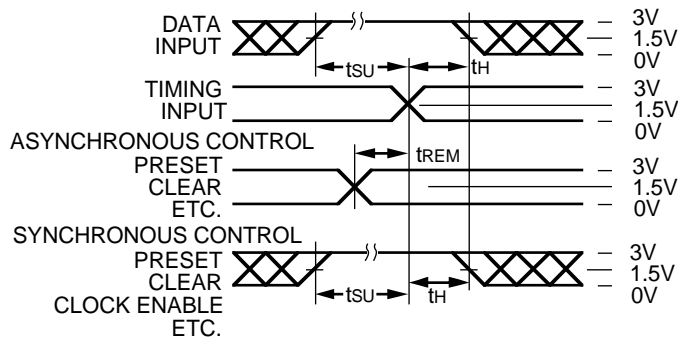 DATA
INPUT
3V
1.5V
0V
tSU
tH
TIMING
INPUT
3V
1.5V
0V
ASYNCHRONOUS CONTROL
PRESET
CLEAR
ETC.
tREM
3V
1.5V
0V
SYNCHRONOUS CONTROL
PRESET
CLEAR
CLOCK ENABLE
ETC.
tSU
tH
3V
1.5V
0V